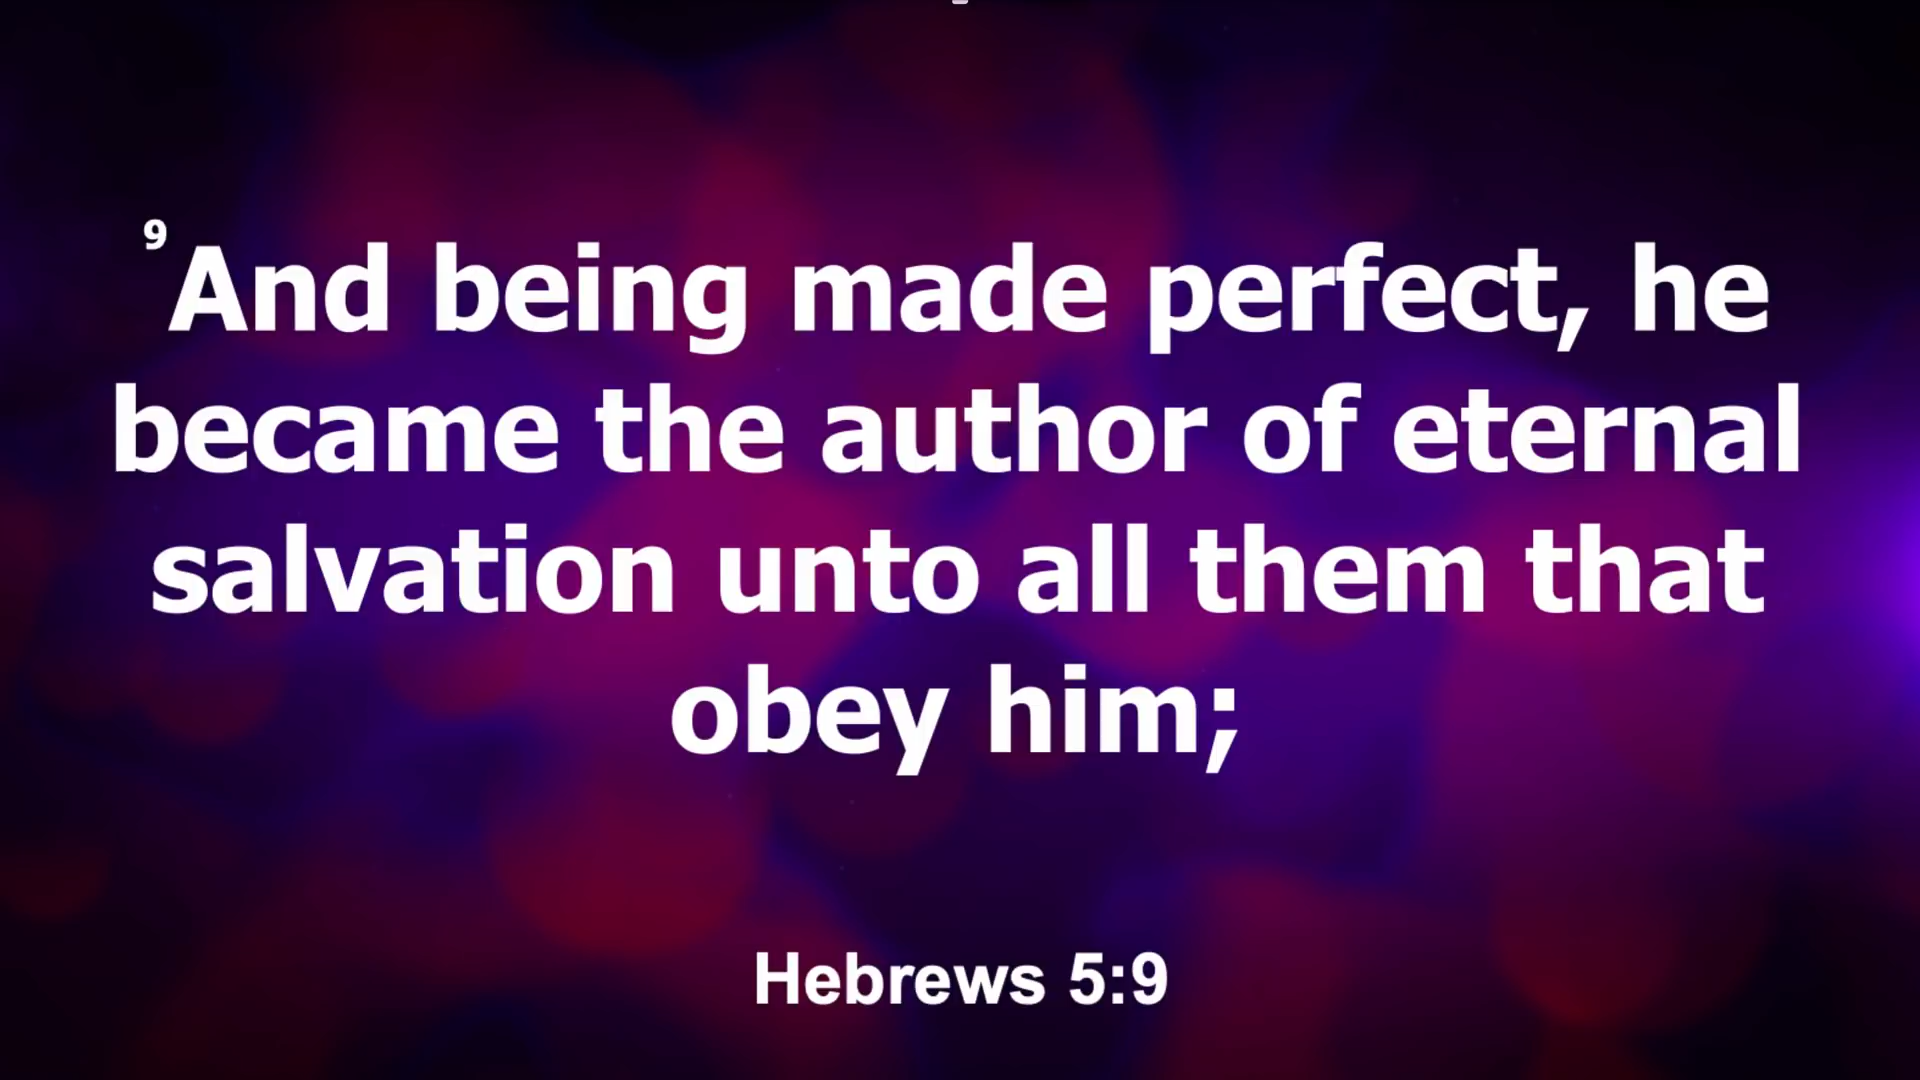 9 And being made perfect, he
became the author of eternal
salvation unto all them that
obey him;
Hebrews 5:9